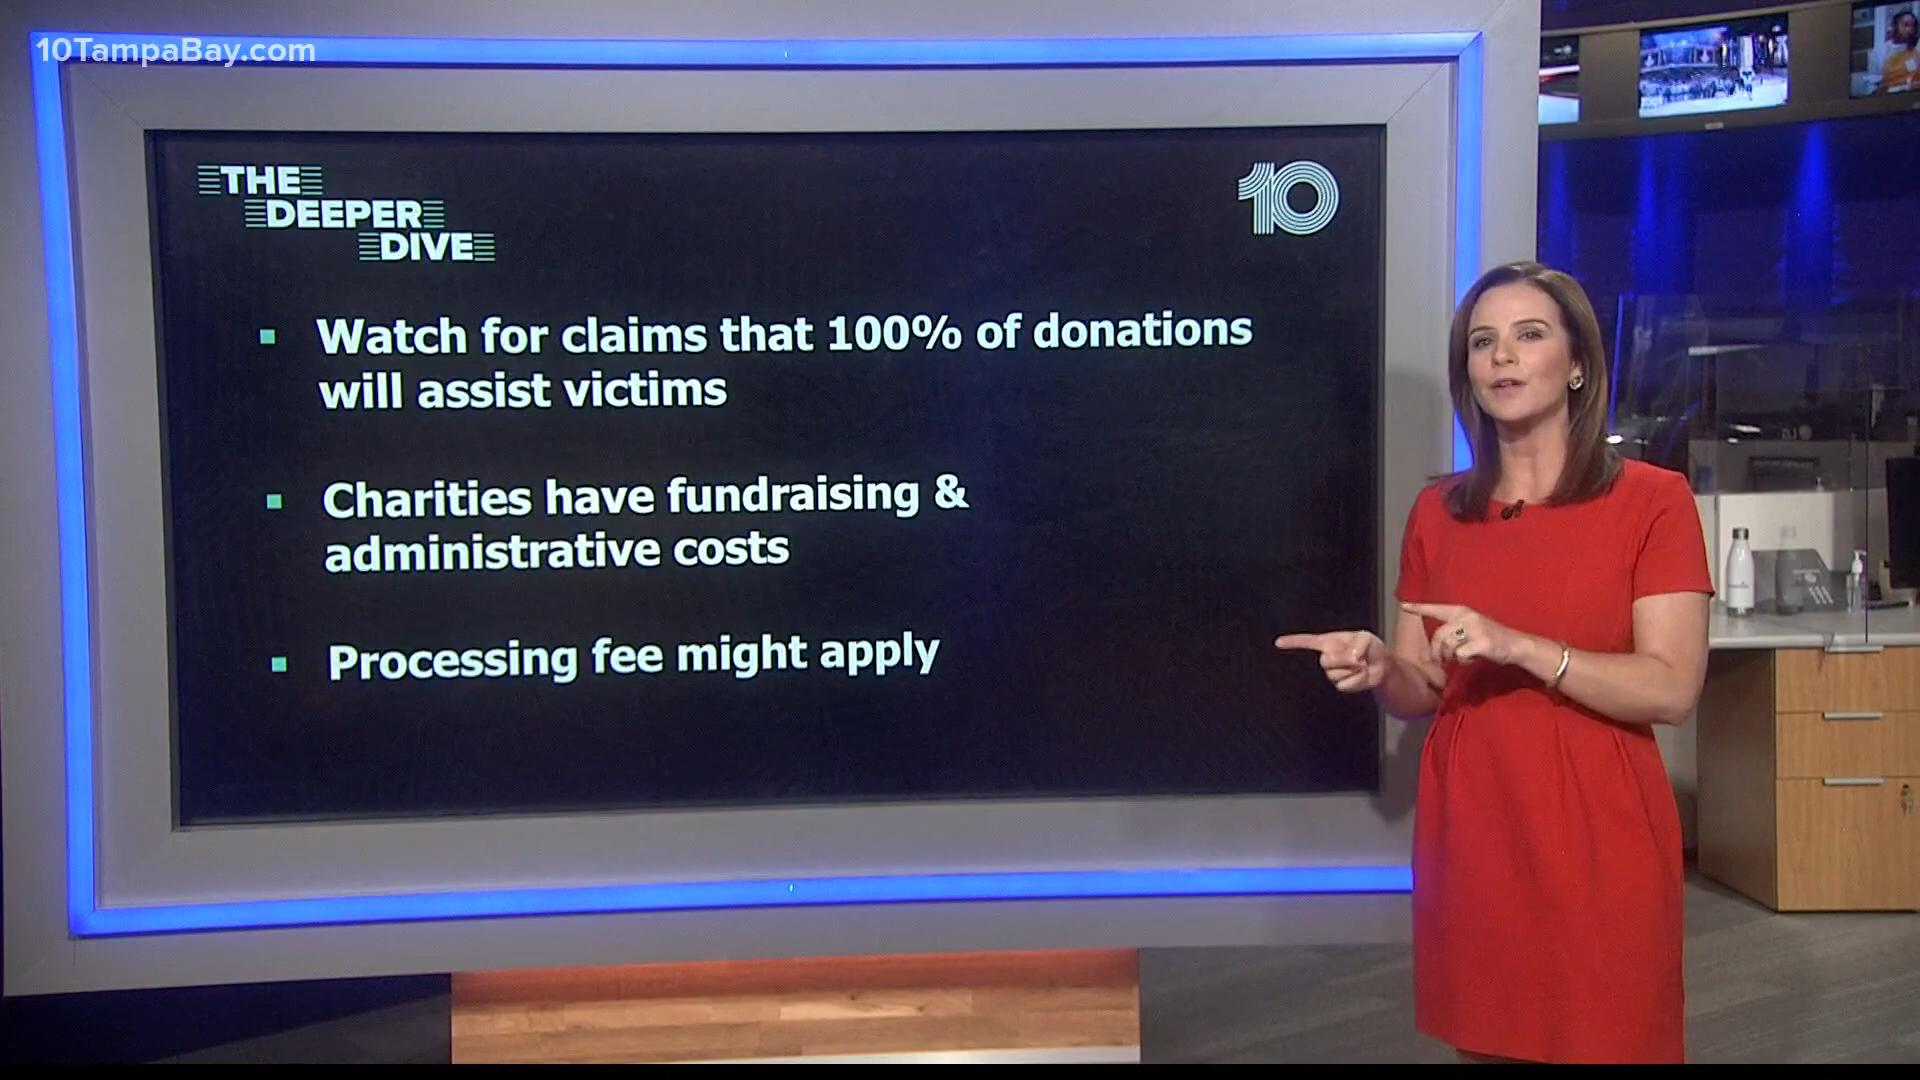 10TampaBay.com
THE
DEEPER
DIVE
10
Watch for claims that 100% of donations
will assist victims
Charities have fundraising &
administrative costs
Processing fee might apply